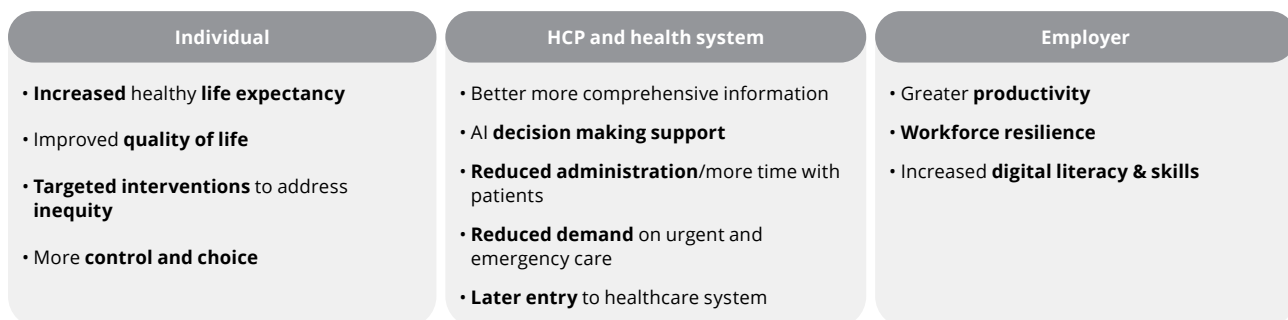 Individual
• Increased healthy life expectancy
• Improved quality of life
• Targeted interventions to address
inequity
• More control and choice
HCP and health system
• Better more comprehensive information
• AI decision making support
• Reduced administration/more time with
patients
• Reduced demand on urgent and
emergency care
• Later entry to healthcare system
Employer
• Greater productivity
• Workforce resilience
• Increased digital literacy & skills